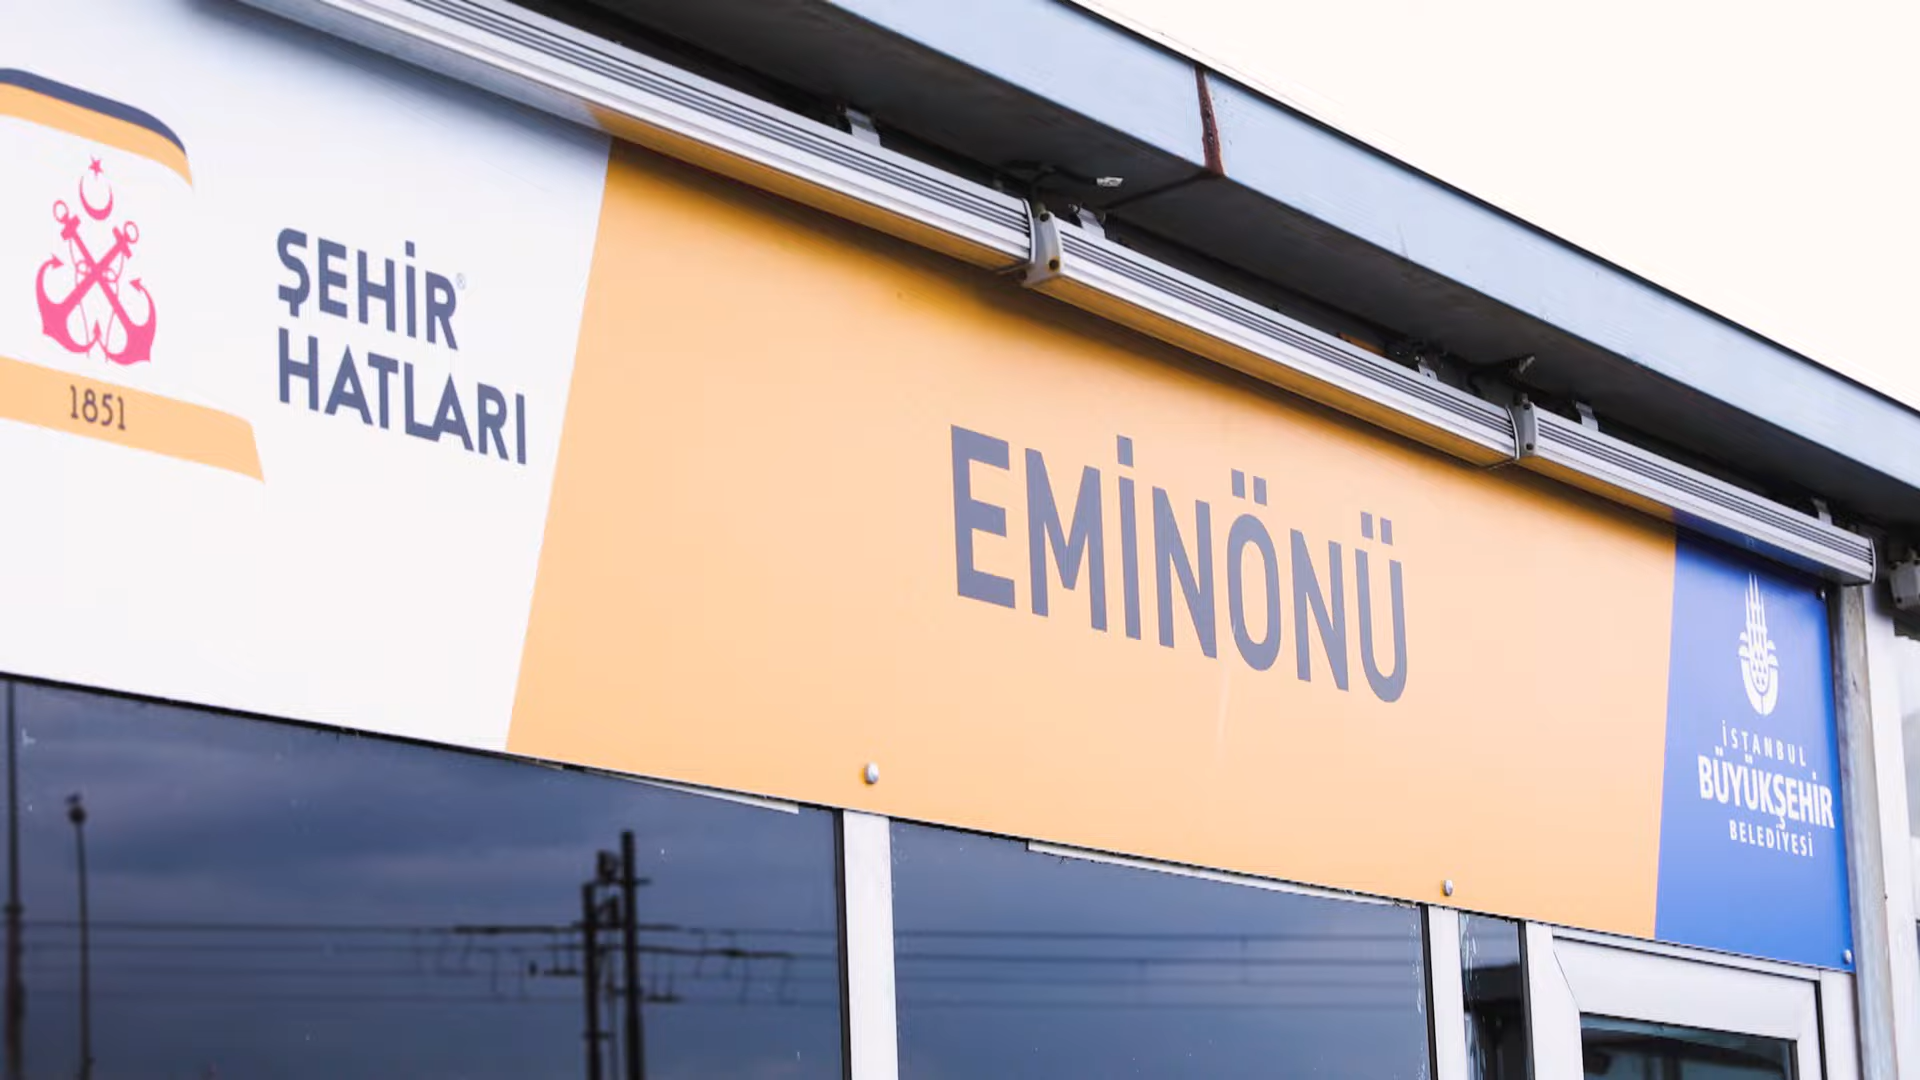 1851
ŞEHİR®
HATLARI
EMİNÖNÜ
İSTANBUL
BÜYÜKŞEHİR
BELEDİYESİ